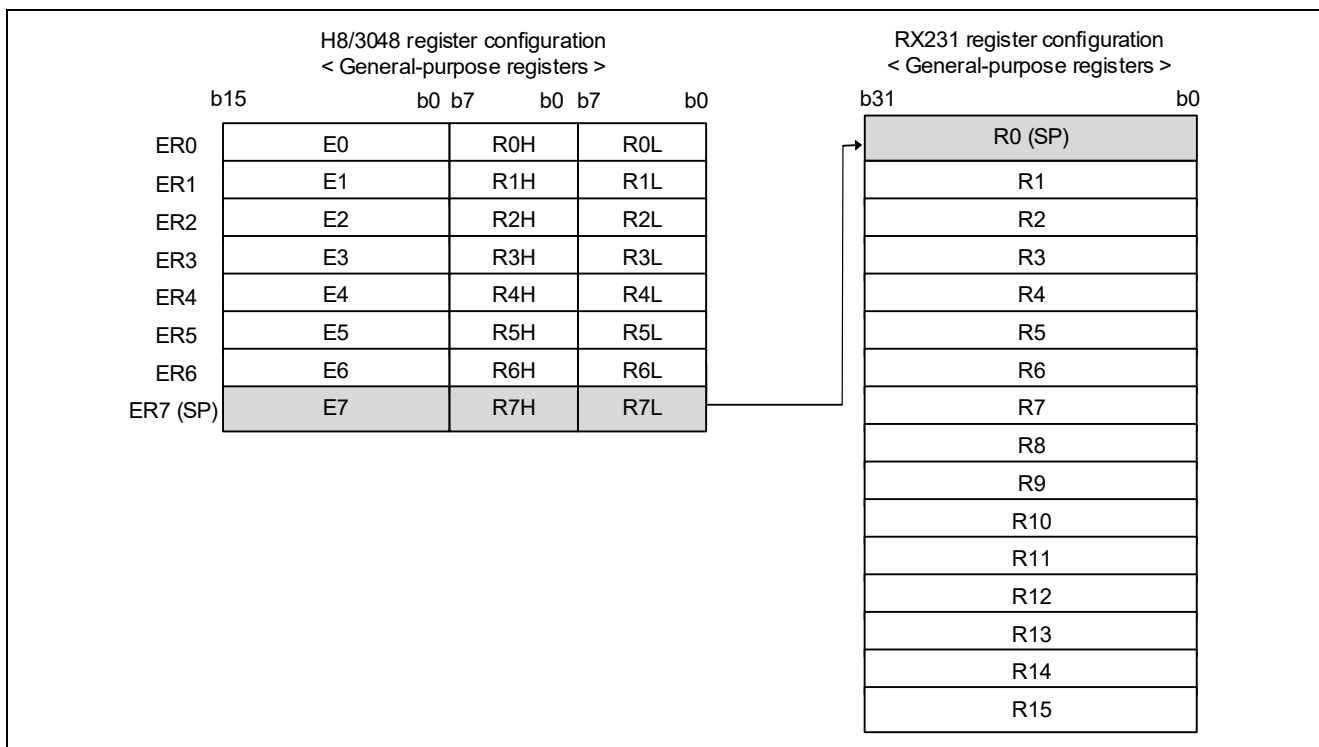 H8/3048 register configuration
< General-purpose registers >
b15 b0 b7 b0 b7 b0
ER0 E0 R0H R0L
ER1 E1 R1H R1L
ER2 E2 R2H R2L
ER3 E3 R3H R3L
ER4 E4 R4H R4L
ER5 E5 R5H R5L
ER6 E6 R6H R6L
ER7 (SP) E7 R7H R7L
RX231 register configuration
< General-purpose registers >
b31 b0
R0 (SP)
R1
R2
R3
R4
R5
R6
R7
R8
R9
R10
R11
R12
R13
R14
R15